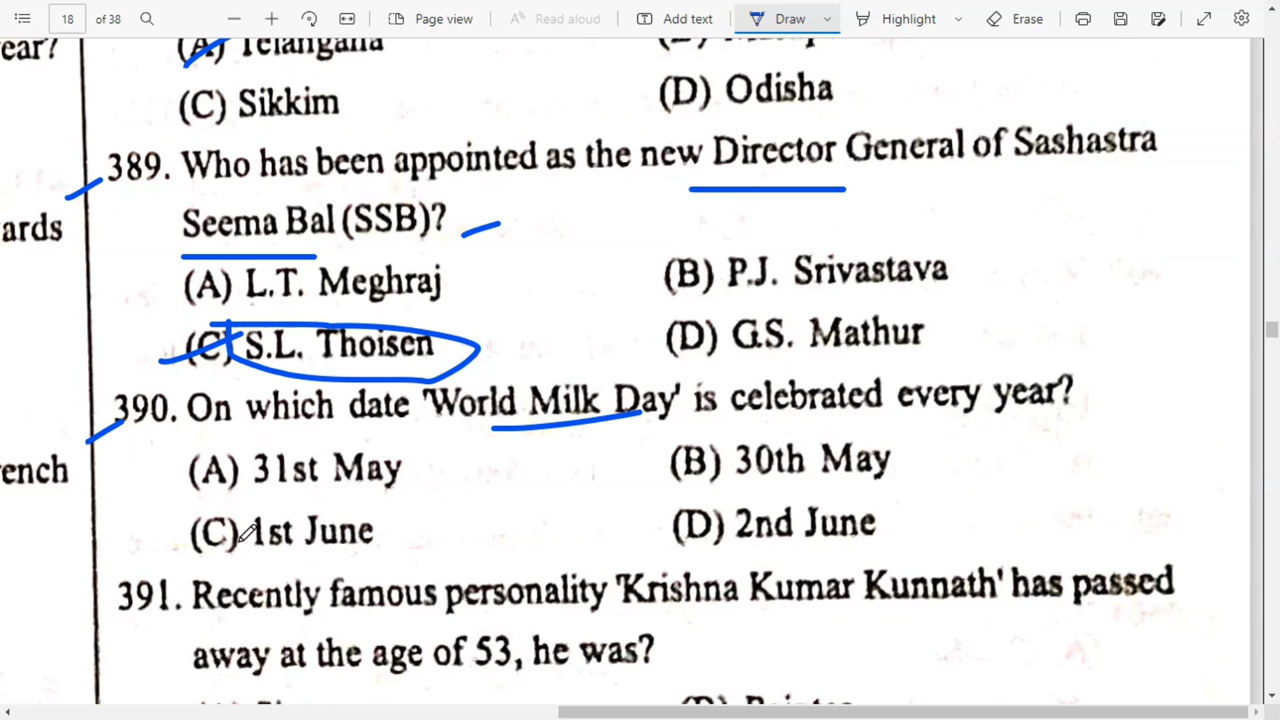 18 of 38 Page view Read aloud Add text Draw Highlight Erase
ear?
(A) Telangana
(C) Sikkim (D) Odisha
389. Who has been appointed as the new Director General of Sashastra
ards
Seema Bal (SSB)?
(A) L.T. Meghraj (B) P.J. Srivastava
(C) S.L. Thoisen (D) G.S. Mathur
390. On which date 'World Milk Day' is celebrated every year?
ench
(A) 31st May (B) 30th May
(C) 1st June (D) 2nd June
391. Recently famous personality 'Krishna Kumar Kunnath' has passed
away at the age of 53, he was?